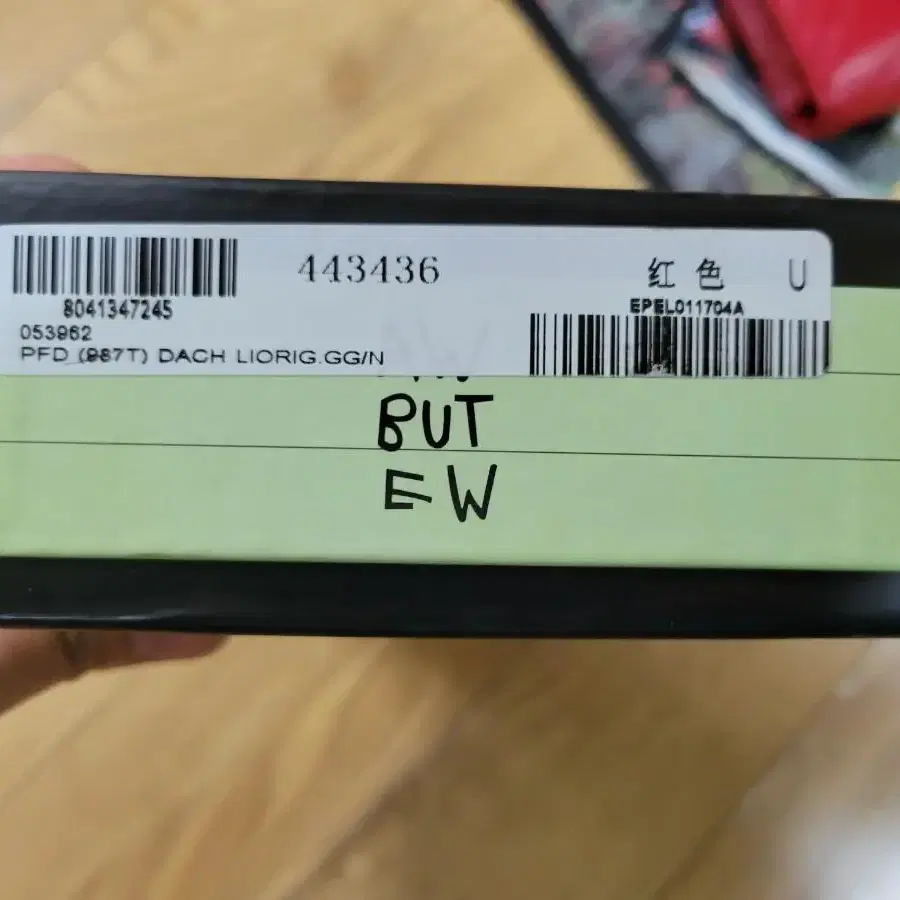 443436
红色 U
8041347245
EPEL011704A
053962
PFD (987T) DACH LIORIG.GG/N
BUT
EW